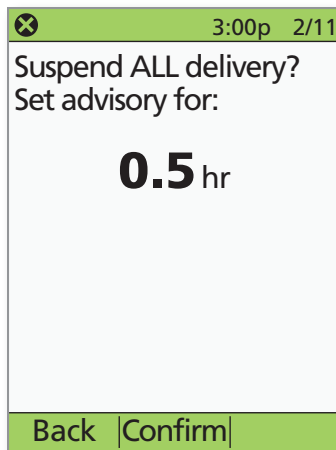 3:00p 2/11
Suspend ALL delivery?
Set advisory for:
0.5 hr
Back Confirm